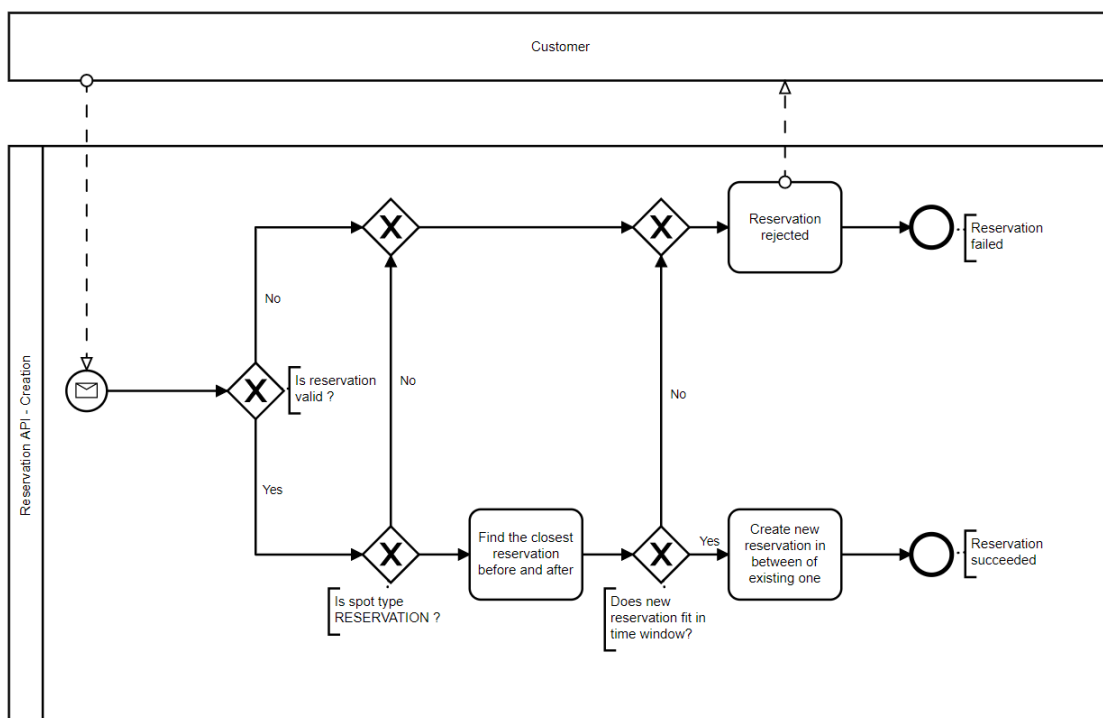 Customer
Reservation API - Creation
Reservation
rejected
Reservation
failed
No
Is reservation
valid ?
No
No
Yes
Find the closest
reservation
before and after
Yes
Create new
reservation in
between of
existing one
Reservation
succeeded
Is spot type
RESERVATION ?
Does new
reservation fit in
time window?